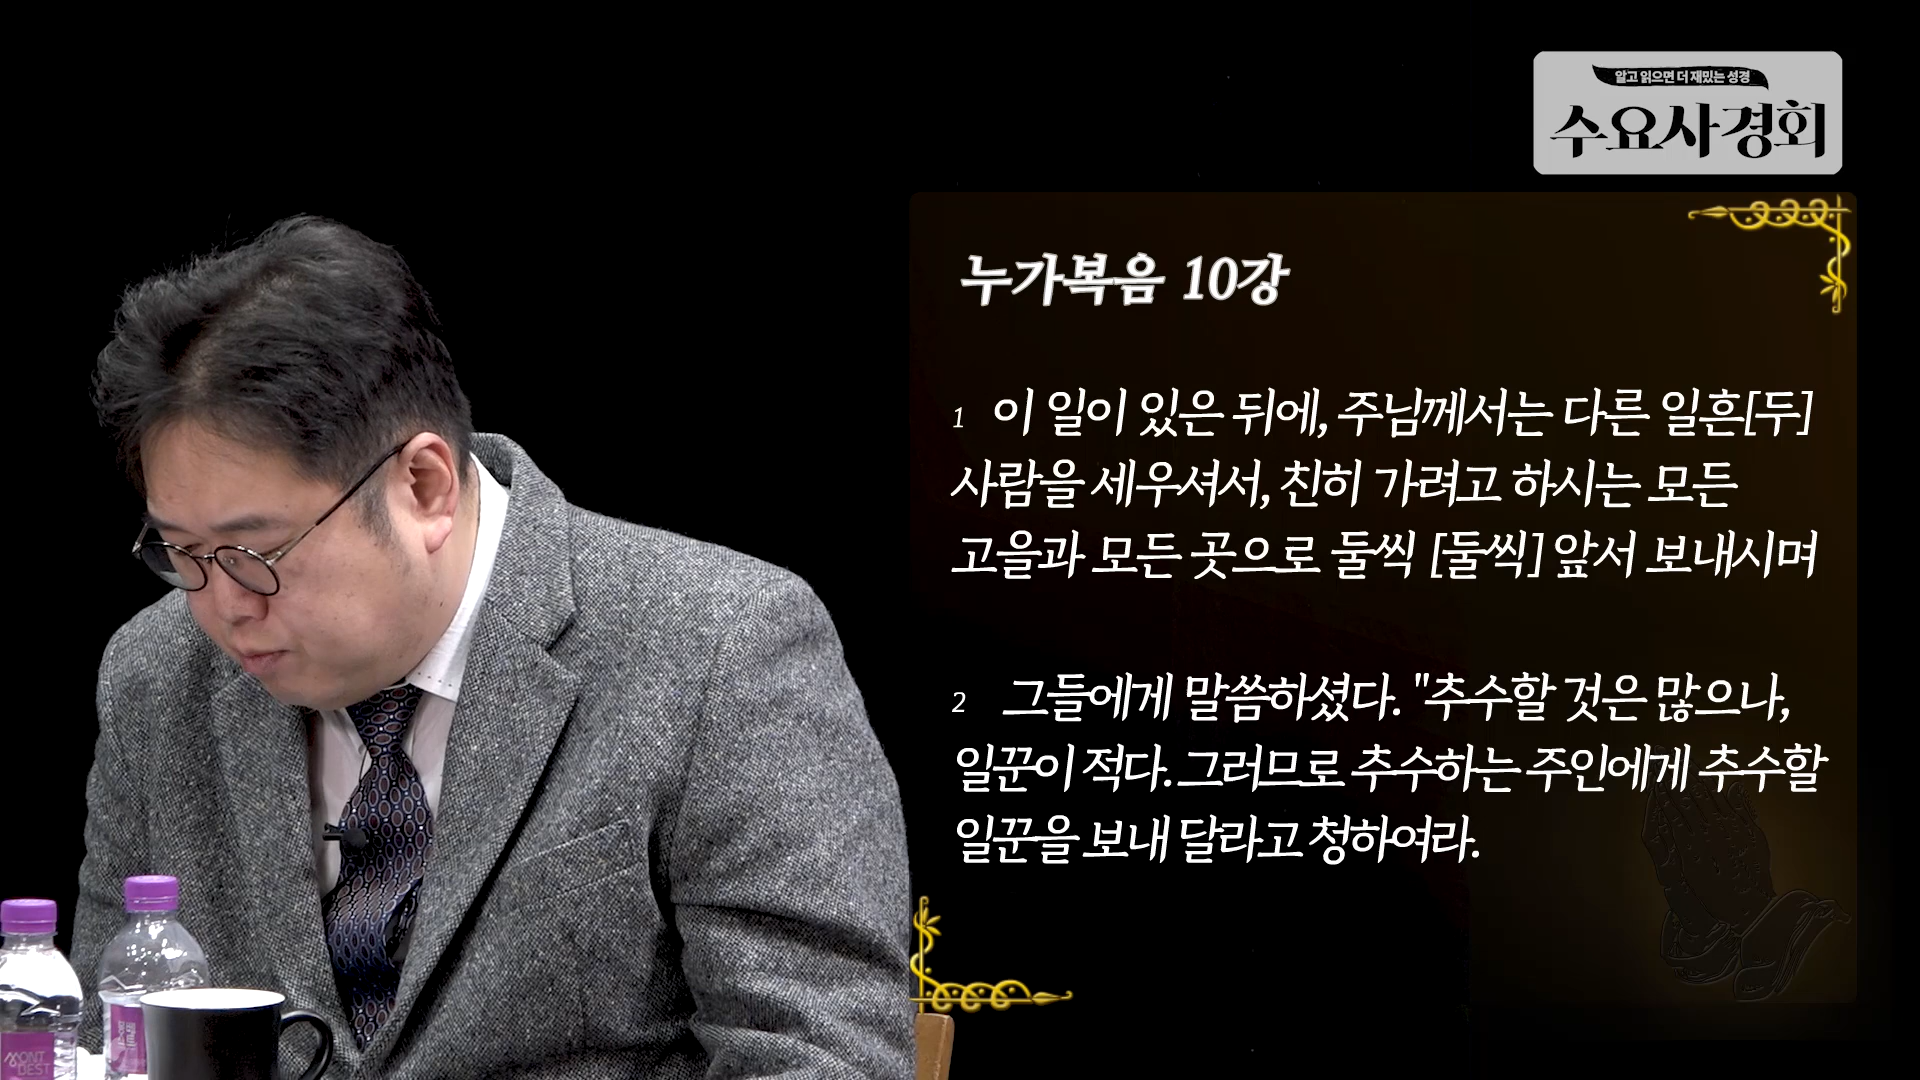 알고 읽으면 더 재밌는 성경
수요사경회
누가복음 10강
1 이 일이 있은 뒤에, 주님께서는 다른 일흔[두]
사람을 세우셔서, 친히 가려고 하시는 모든
고을과 모든 곳으로 둘씩 [둘씩] 앞서 보내시며
2 그들에게 말씀하셨다. "추수할 것은 많으나,
일꾼이 적다. 그러므로 추수하는 주인에게 추수할
일꾼을 보내 달라고 청하여라.
MONT
DEST